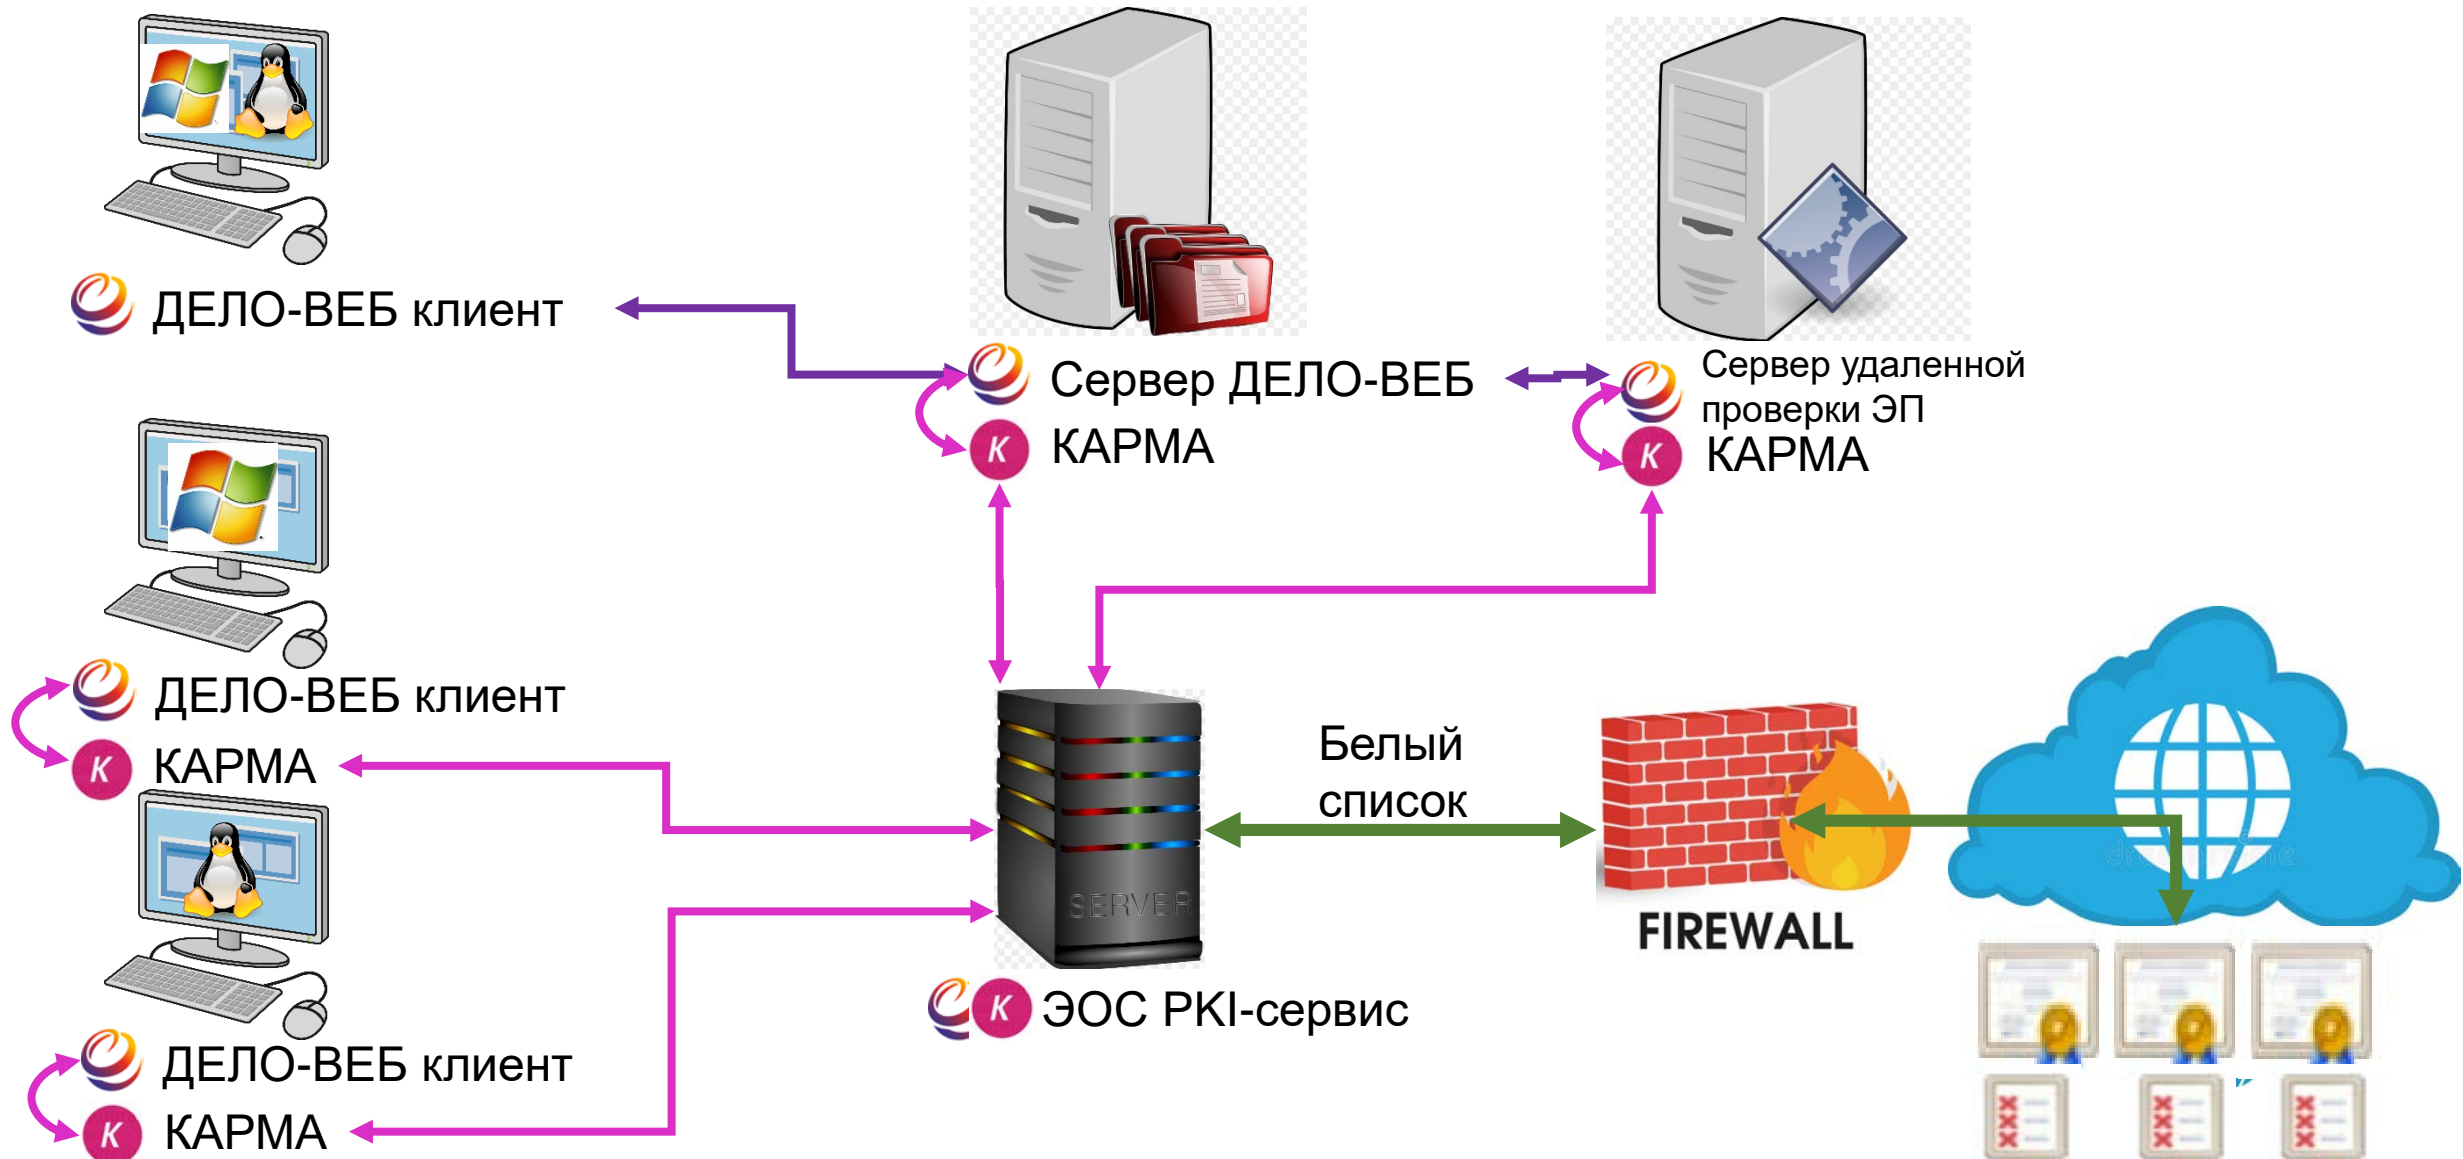 ДЕЛО-ВЕБ клиент
Сервер ДЕЛО-ВЕБ
КАРМА
Сервер удаленной
проверки ЭП
КАРМА
ДЕЛО-ВЕБ клиент
КАРМА
ДЕЛО-ВЕБ клиент
КАРМА
SERVER
ЭОС PKI-сервис
Белый
список
FIREWALL
K
K
K
K
K